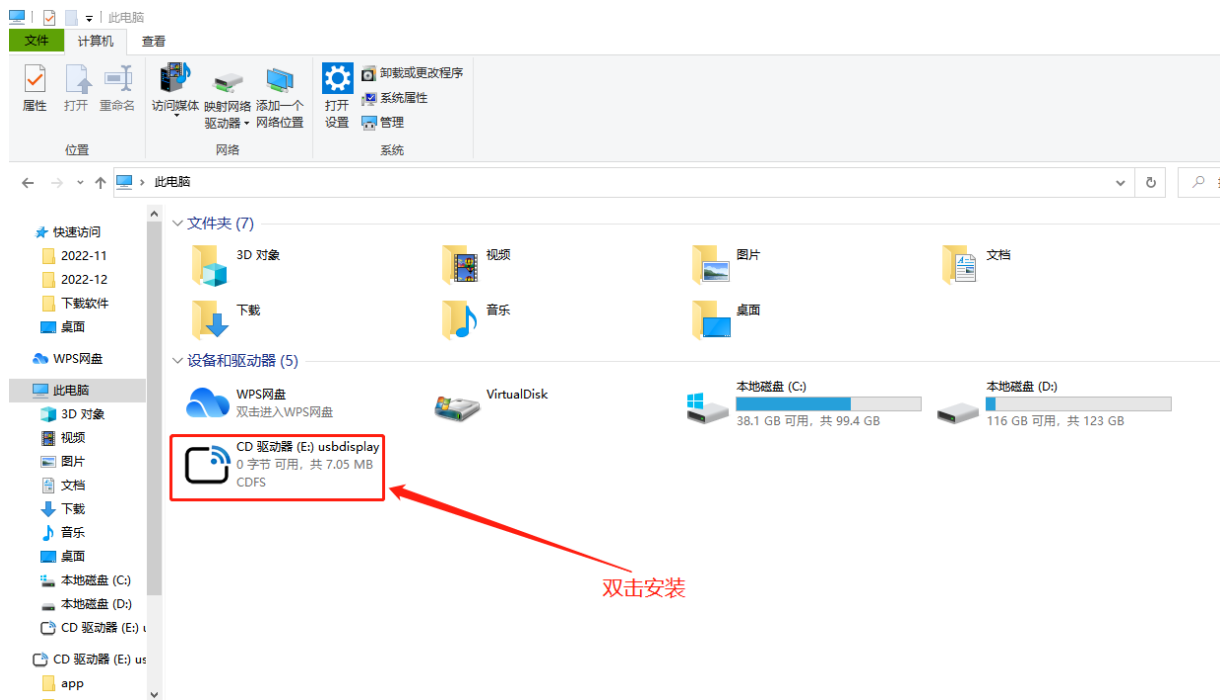 此电脑
文件 计算机 查看
属性 打开 重命名 访问媒体 映射网络 驱动器 添加一个 网络位置 打开 设置 卸载或更改程序
系统属性
管理
位置 网络 系统
此电脑
快速访问
2022-11
2022-12
下载软件
桌面
WPS网盘
此电脑
3D 对象
视频
图片
文档
下载
音乐
桌面
本地磁盘 (C:)
本地磁盘 (D:)
CD 驱动器 (E:)
CD 驱动器 (E:) us
app
文件夹 (7)
3D 对象 视频 图片 文档
下载 音乐 桌面
设备和驱动器 (5)
WPS网盘
双击进入WPS网盘
VirtualDisk
本地磁盘 (C:)
38.1 GB 可用，共 99.4 GB
本地磁盘 (D:)
116 GB 可用，共 123 GB
CD 驱动器 (E:) usbdisplay
0 字节 可用，共 7.05 MB
CDFS
双击安装